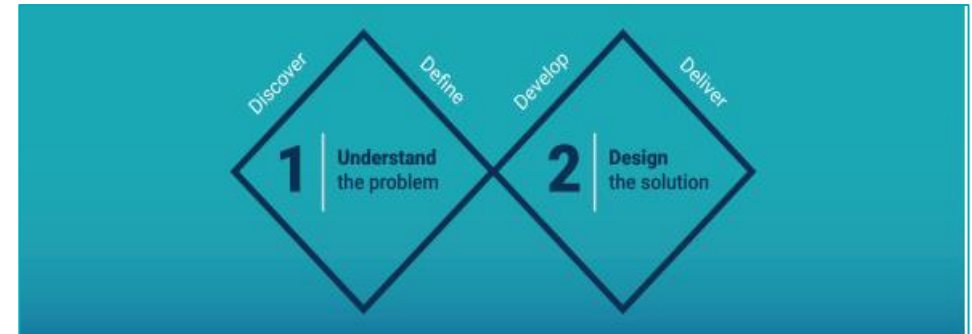 Discover
Define
Develop
Deliver
1
Understand
the problem
2
Design
the solution